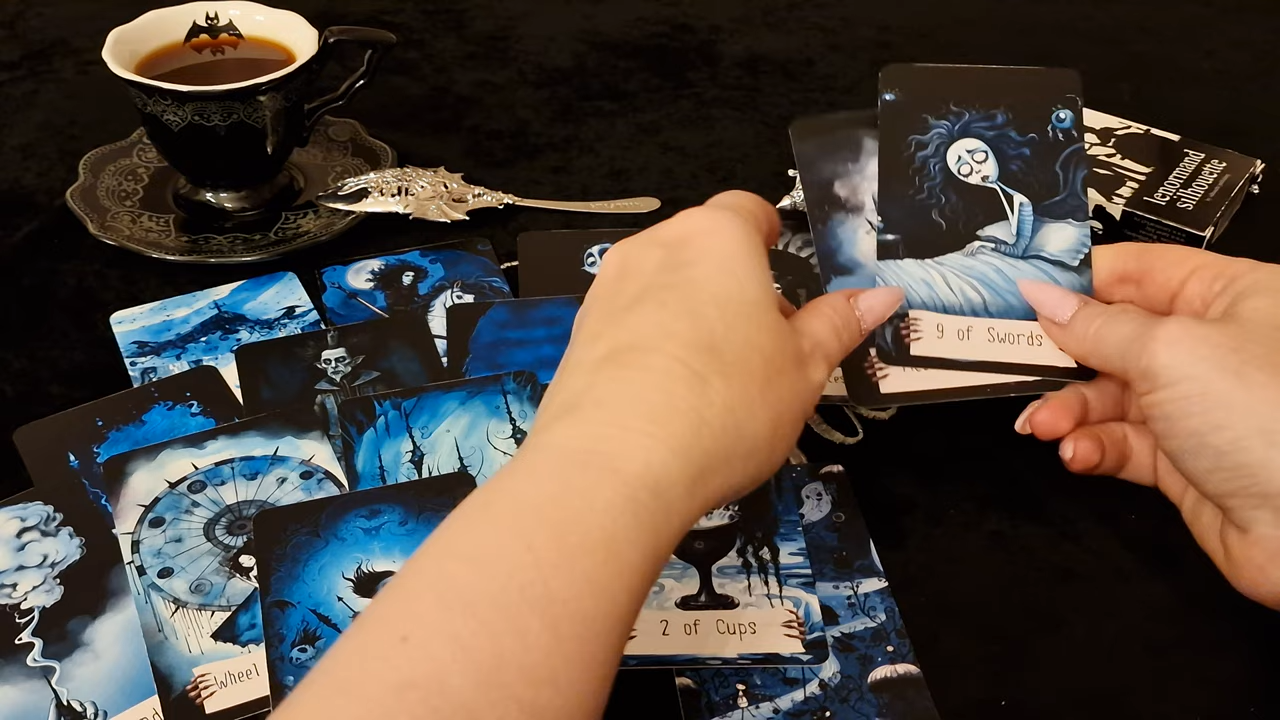 lenormand
silhouette
9 of Swords
2 of Cups
Wheel